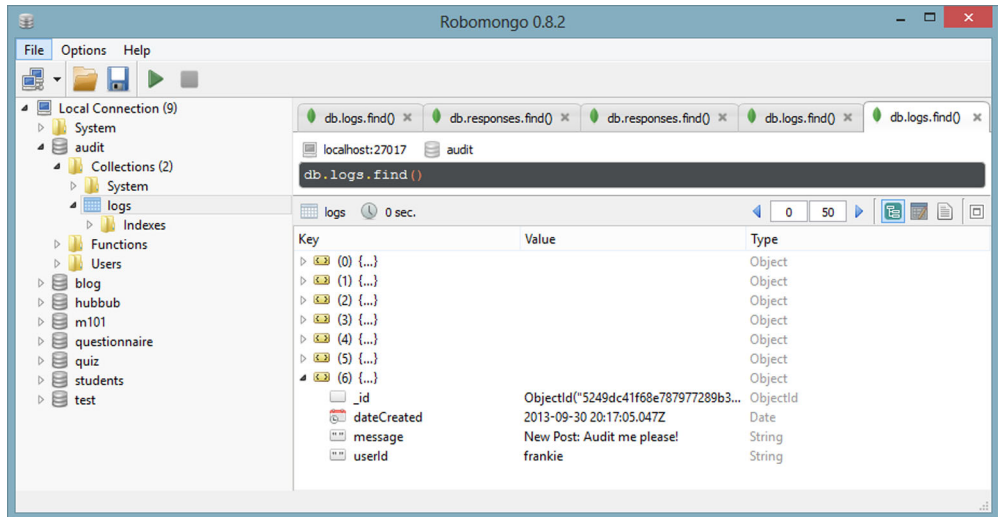 Robomongo 0.8.2
File Options Help
Local Connection (9)
System
audit
Collections (2)
System
logs
Indexes
Functions
Users
blog
hubbub
m101
questionnaire
quiz
students
test
db.logs.find() db.responses.find() db.responses.find() db.logs.find() db.logs.find()
localhost:27017 audit
db.logs.find()
logs 0 sec. 0 50
Key Value Type
(0) {...} Object
(1) {...} Object
(2) {...} Object
(3) {...} Object
(4) {...} Object
(5) {...} Object
(6) {...} Object
_id ObjectId("5249dc41f68e787977289b3... ObjectId
dateCreated 2013-09-30 20:17:05.047Z Date
message New Post: Audit me please! String
userId frankie String